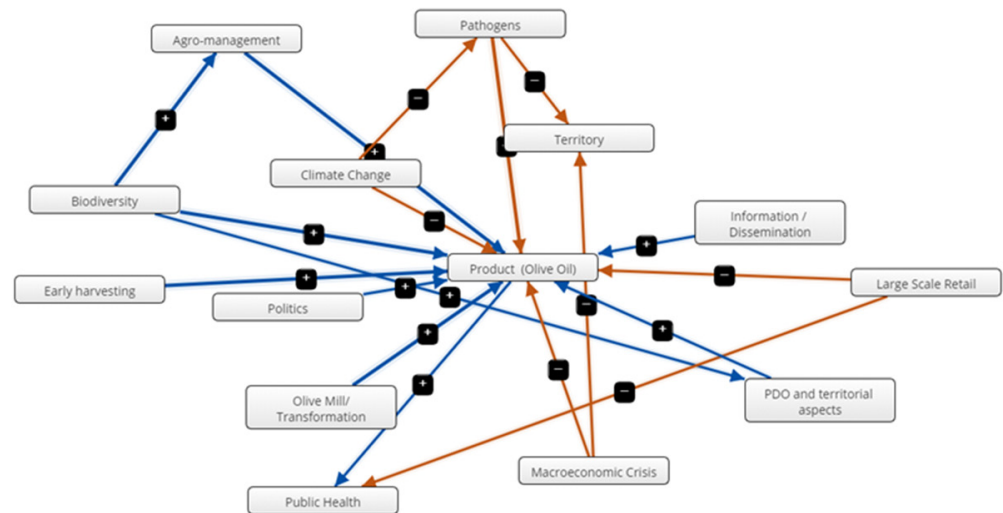 Pathogens
Agro-management
+
−
−
Territory
−
+
Climate Change
Biodiversity
Information /
Dissemination
−
+
+
Product (Olive Oil)
−
Large Scale Retail
Early harvesting
+
Politics
+
+
−
+
+
−
+
−
PDO and territorial
aspects
Olive Mill/
Transformation
Macroeconomic Crisis
Public Health